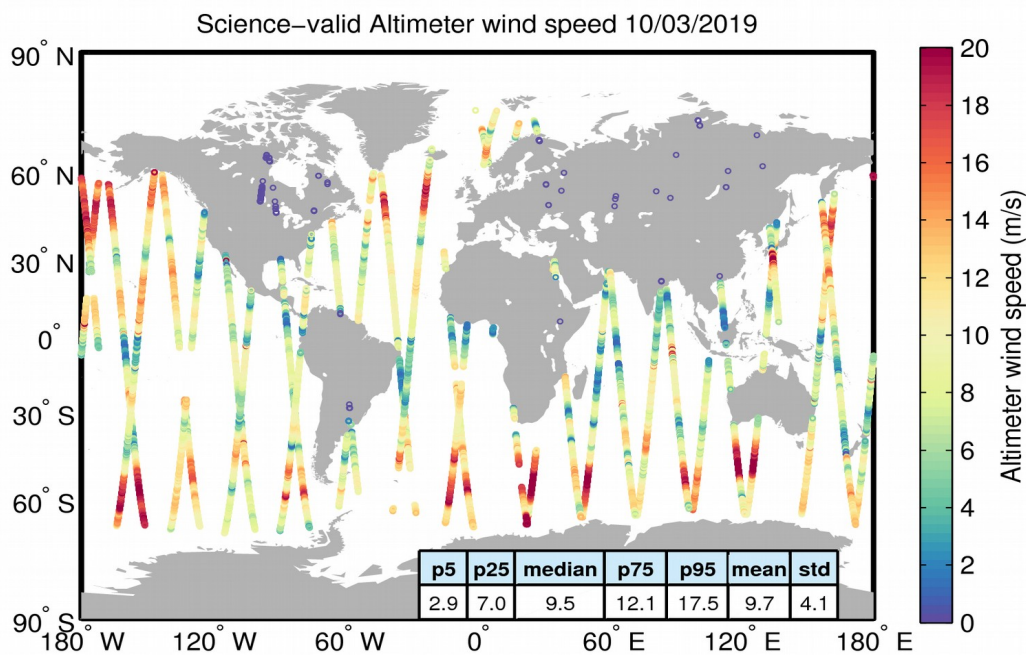 Science−valid Altimeter wind speed 10/03/2019
90° N
60° N
30° N
0°
30° S
60° S
90° S
180° W
120° W
60° W
0°
60° E
120° E
180° E
p5 p25 median p75 p95 mean std
2.9 7.0 9.5 12.1 17.5 9.7 4.1
20
18
16
14
12
10
8
6
4
2
0
Altimeter wind speed (m/s)